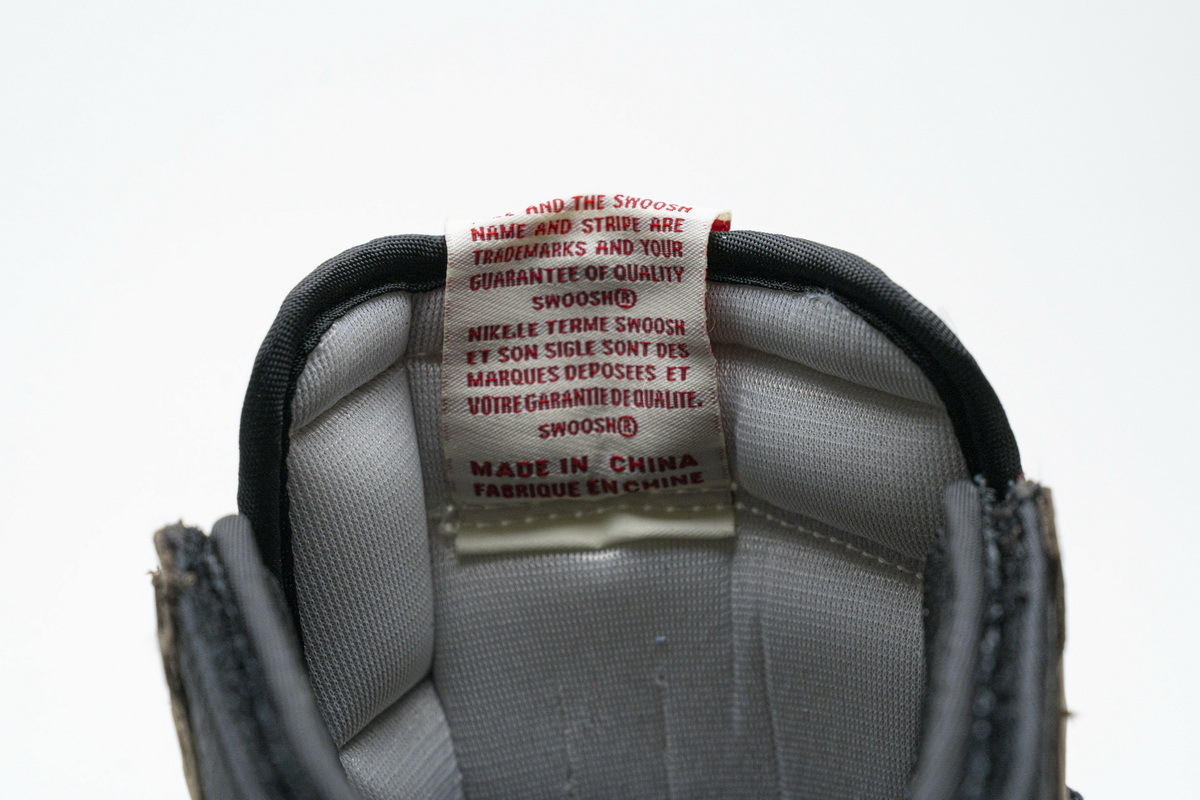 AND THE SWOOSH
NAME AND STRIPE ARE
TRADEMARKS AND YOUR
GUARANTEE OF QUALITY
SWOOSH®
NIKE.LE TERME SWOOSH
ET SON SIGLE SONT DES
MARQUES DEPOSEES ET
VOTRE GARANTIE DE QUALITE.
SWOOSH®
MADE IN CHINA
FABRIQUE EN CHINE